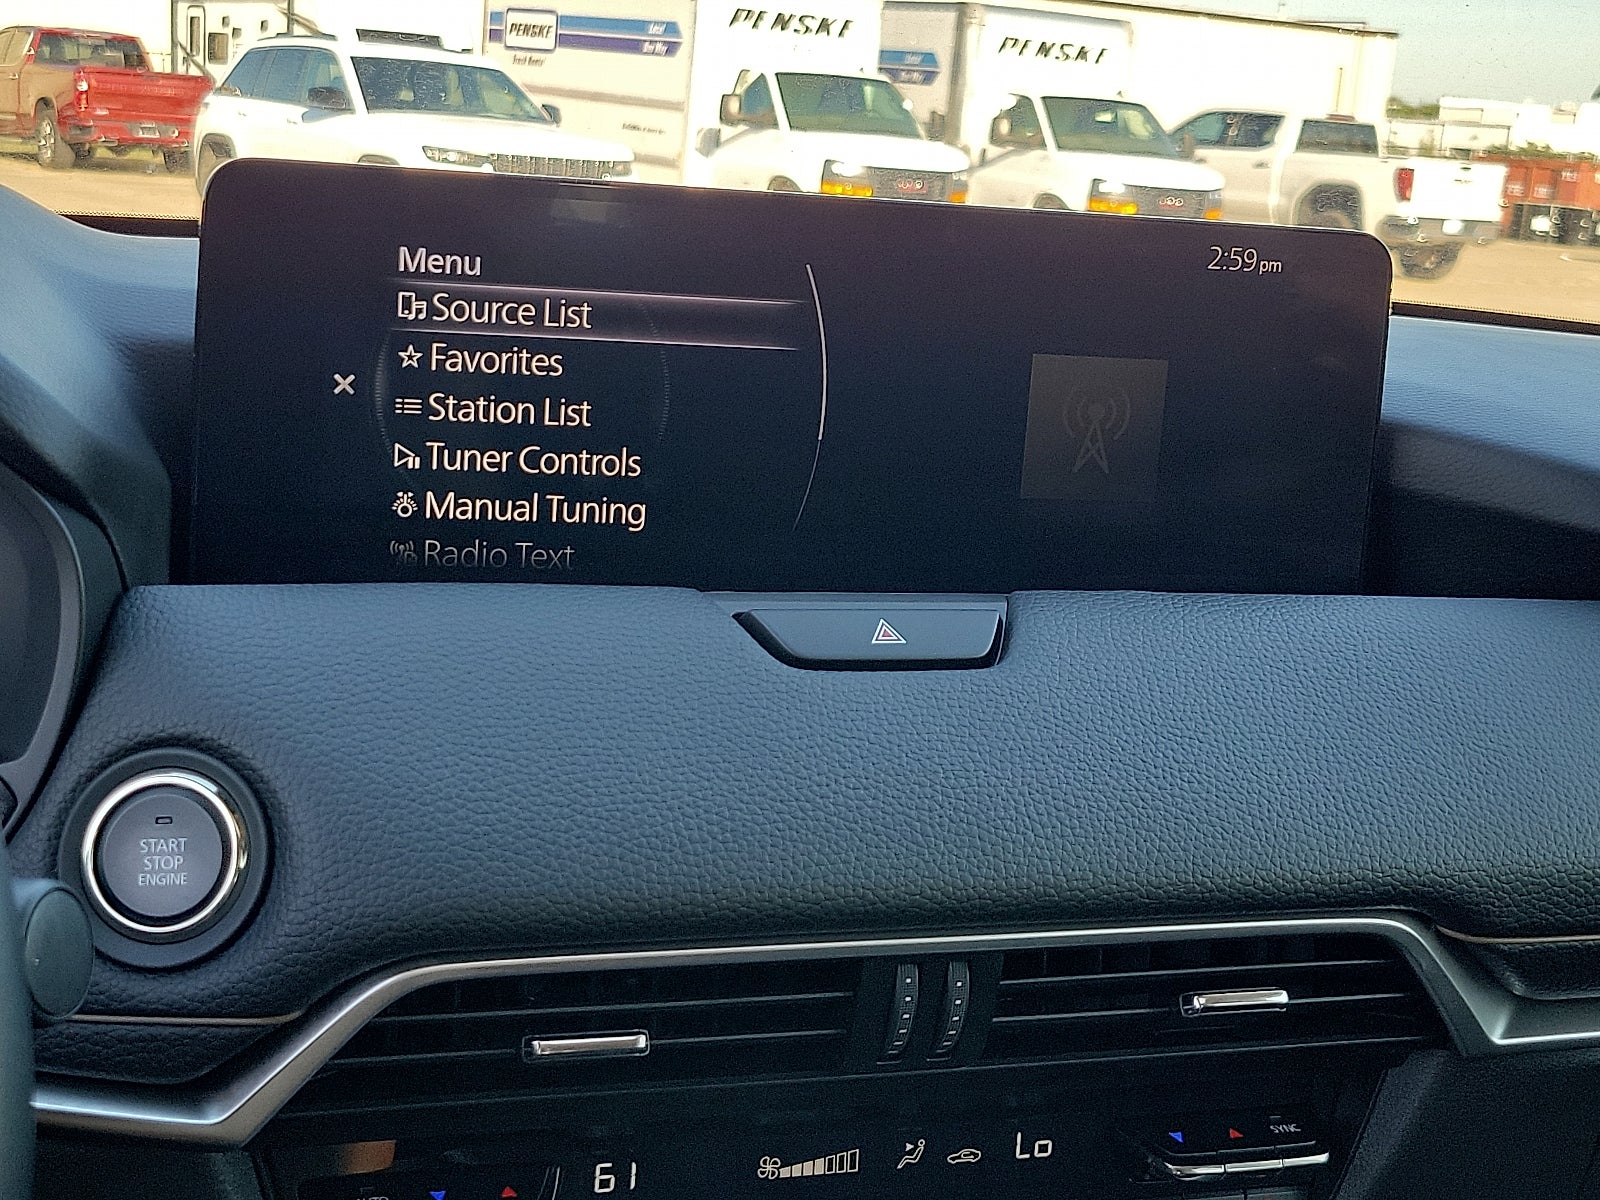 PENSKE
PENSKE
PENSKE
Menu
2:59pm
Source List
Favorites
Station List
Tuner Controls
Manual Tuning
Radio Text
START
STOP
ENGINE
AUTO
61
Lo
SYNC